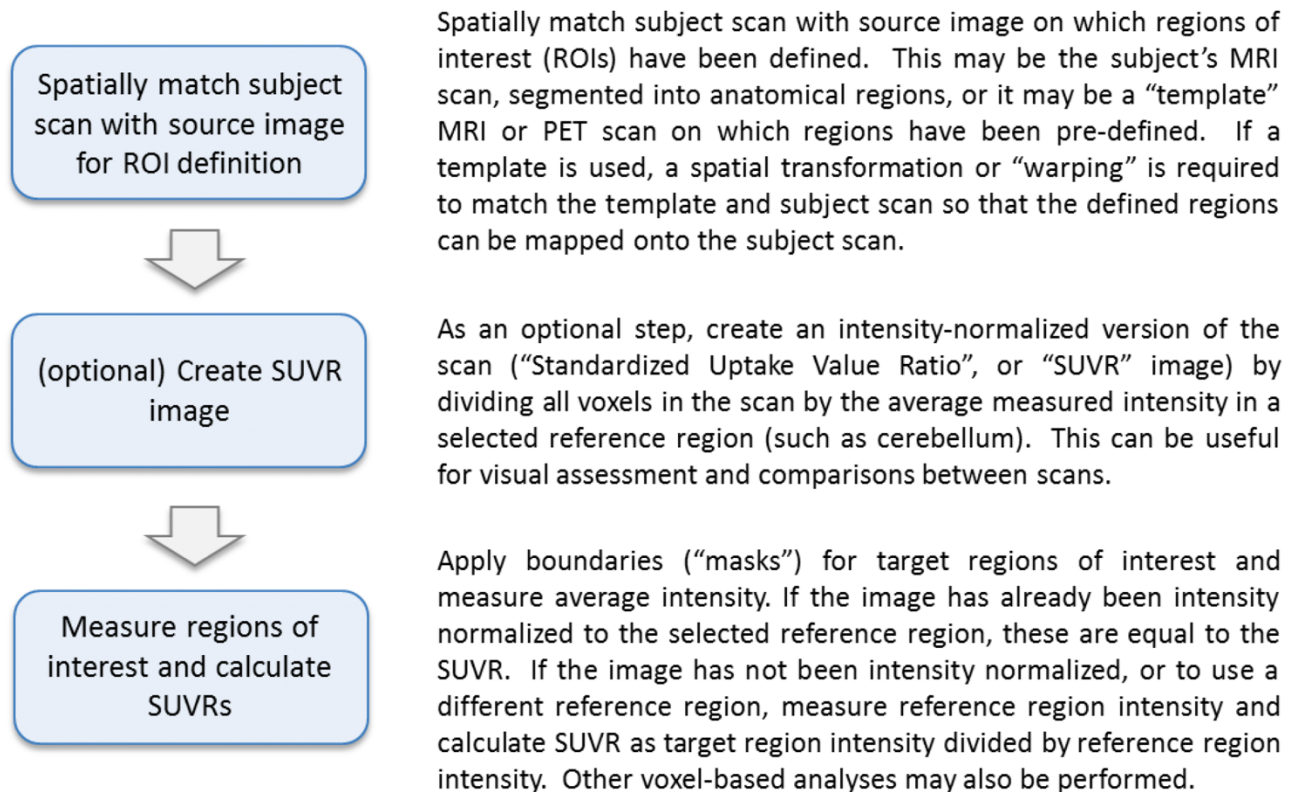 Spatially match subject
scan with source image
for ROI definition
Spatially match subject scan with source image on which regions of
interest (ROIs) have been defined. This may be the subject’s MRI
scan, segmented into anatomical regions, or it may be a “template”
MRI or PET scan on which regions have been pre-defined. If a
template is used, a spatial transformation or “warping” is required
to match the template and subject scan so that the defined regions
can be mapped onto the subject scan.
(optional) Create SUVR
image
As an optional step, create an intensity-normalized version of the
scan (“Standardized Uptake Value Ratio”, or “SUVR” image) by
dividing all voxels in the scan by the average measured intensity in a
selected reference region (such as cerebellum). This can be useful
for visual assessment and comparisons between scans.
Measure regions of
interest and calculate
SUVRs
Apply boundaries (“masks”) for target regions of interest and
measure average intensity. If the image has already been intensity
normalized to the selected reference region, these are equal to the
SUVR. If the image has not been intensity normalized, or to use a
different reference region, measure reference region intensity and
calculate SUVR as target region intensity divided by reference region
intensity. Other voxel-based analyses may also be performed.